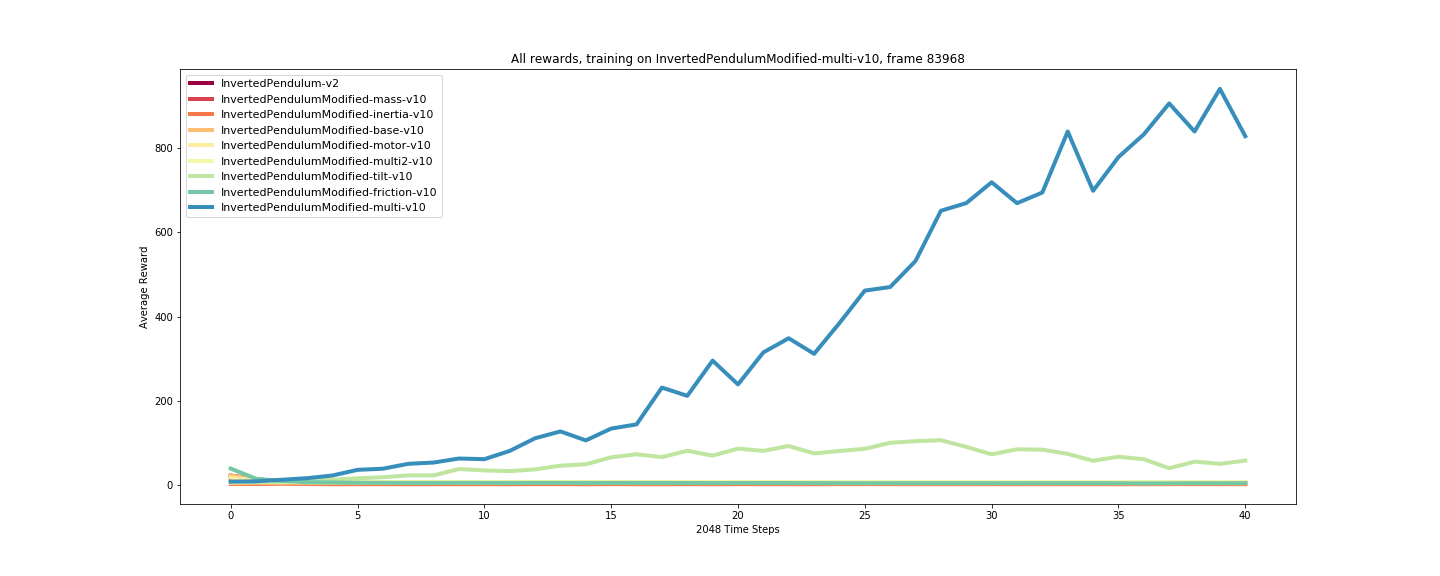 All rewards, training on InvertedPendulumModified-multi-v10, frame 83968
InvertedPendulum-v2
InvertedPendulumModified-mass-v10
InvertedPendulumModified-inertia-v10
InvertedPendulumModified-base-v10
InvertedPendulumModified-motor-v10
InvertedPendulumModified-multi2-v10
InvertedPendulumModified-tilt-v10
InvertedPendulumModified-friction-v10
InvertedPendulumModified-multi-v10
Average Reward
800
600
400
200
0
0 5 10 15 20 25 30 35 40
2048 Time Steps